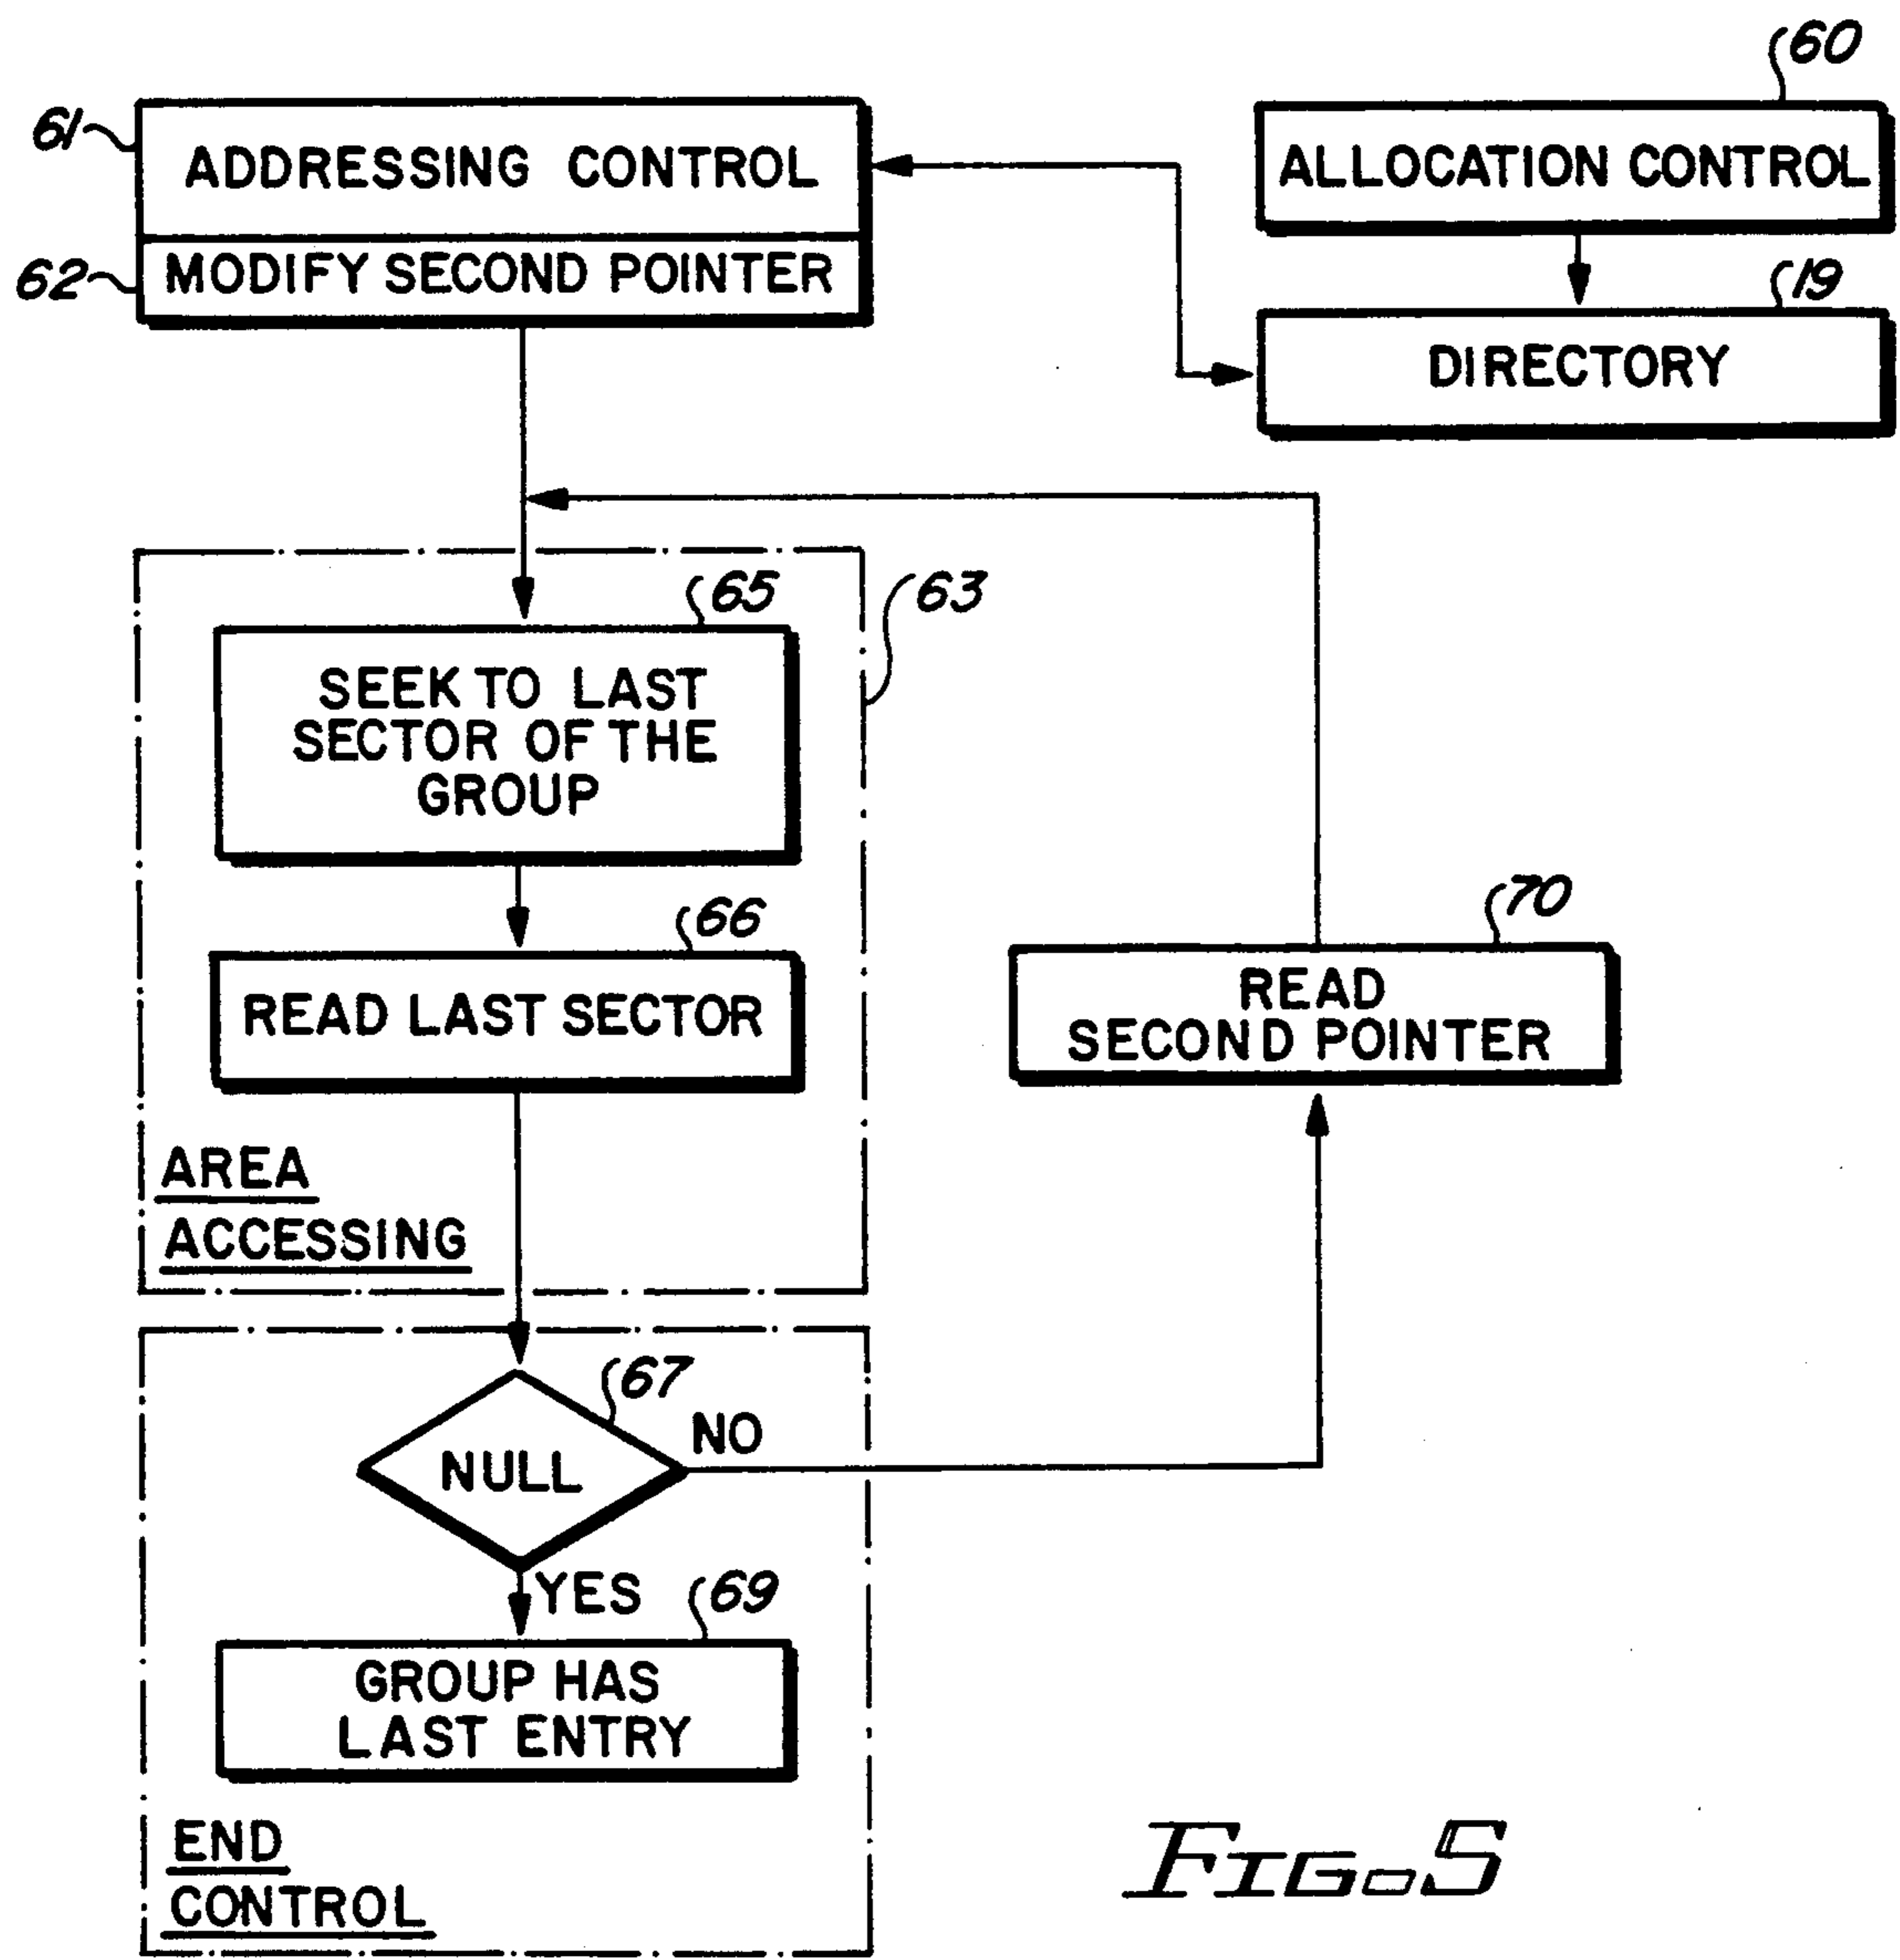 60
61
ADDRESSING CONTROL
ALLOCATION CONTROL
62
MODIFY SECOND POINTER
19
DIRECTORY
65
63
SEEK TO LAST
SECTOR OF THE
GROUP
66
READ LAST SECTOR
70
READ
SECOND POINTER
AREA
ACCESSING
67
NULL
NO
YES
69
GROUP HAS
LAST ENTRY
END
CONTROL
FIG. 5